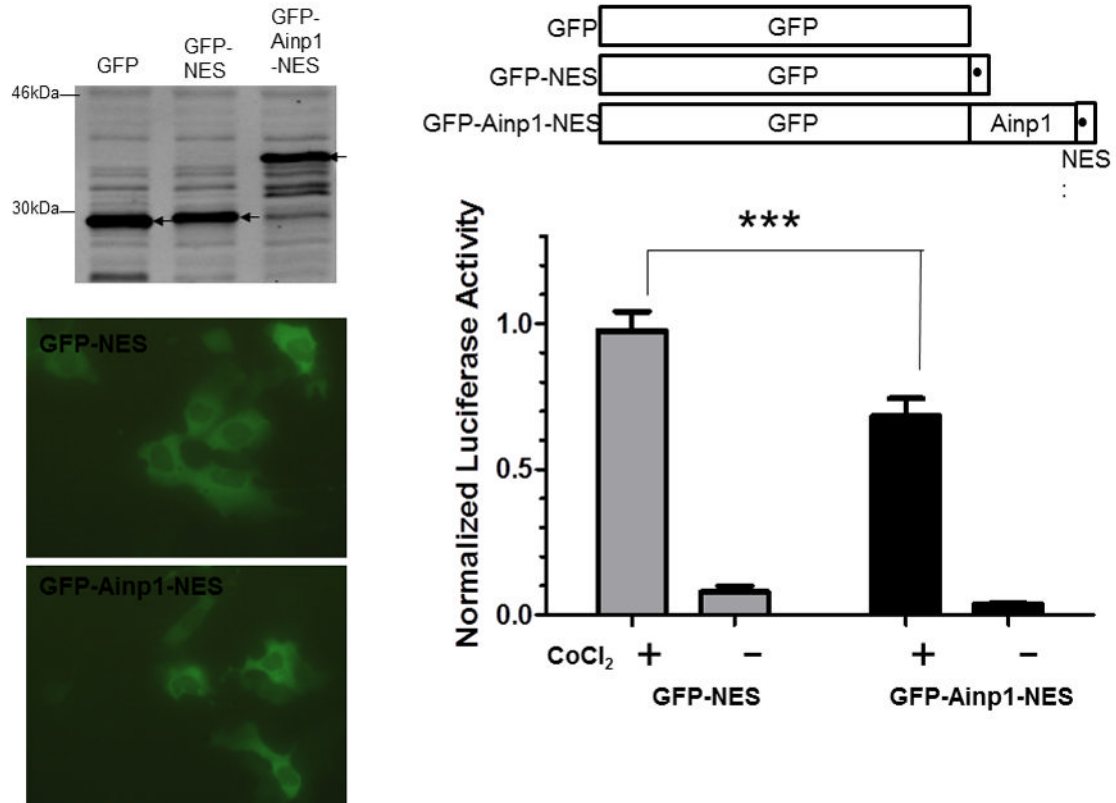 GFP
GFP-
NES
GFP-
Ainp1
-NES
46kDa
30kDa
GFP-NES
GFP-Ainp1-NES
GFP GFP
GFP-NES GFP
GFP-Ainp1-NES GFP Ainp1
NES
:
***
Normalized Luciferase Activity
1.0
0.5
0.0
CoCl₂ + - + -
GFP-NES GFP-Ainp1-NES